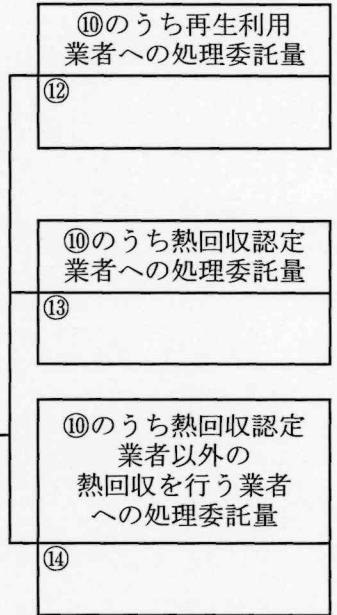 ⑩のうち再生利用
業者への処理委託量
⑫
⑩のうち熱回収認定
業者への処理委託量
⑬
⑩のうち熱回収認定
業者以外の
熱回収を行う業者
への処理委託量
⑭